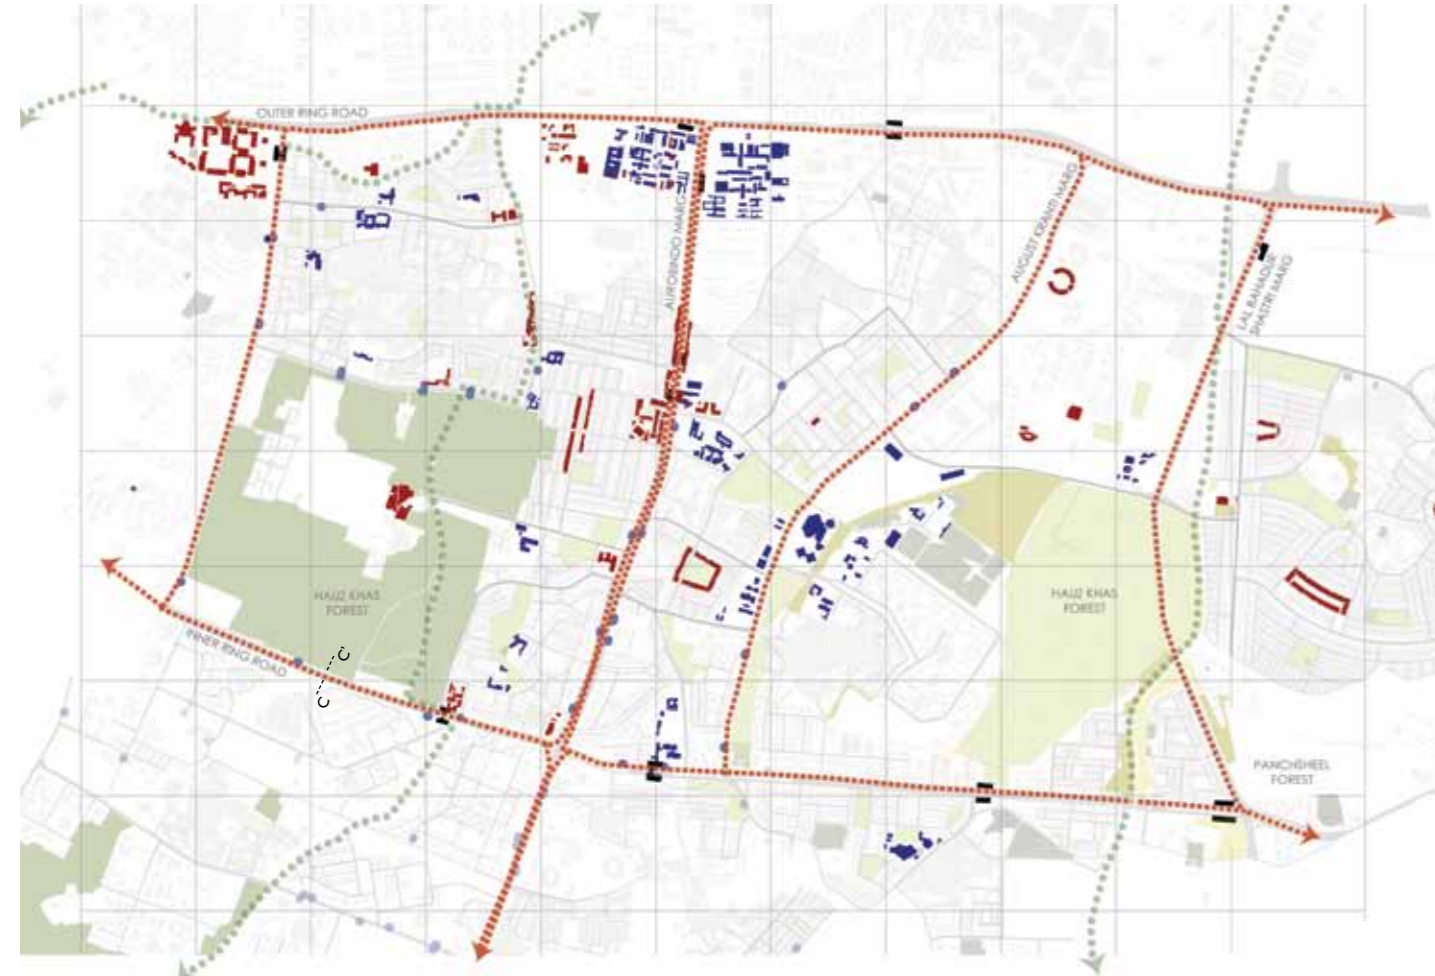 OUTER RING ROAD
AUROBINDO MARG
AUGUST KRANTI MARG
LAL BAHADUR
SHASTRI MARG
HAUZ KHAS
FOREST
HAUZ KHAS
FOREST
INNER RING ROAD
C'
C
PANCHSHEEL
FOREST